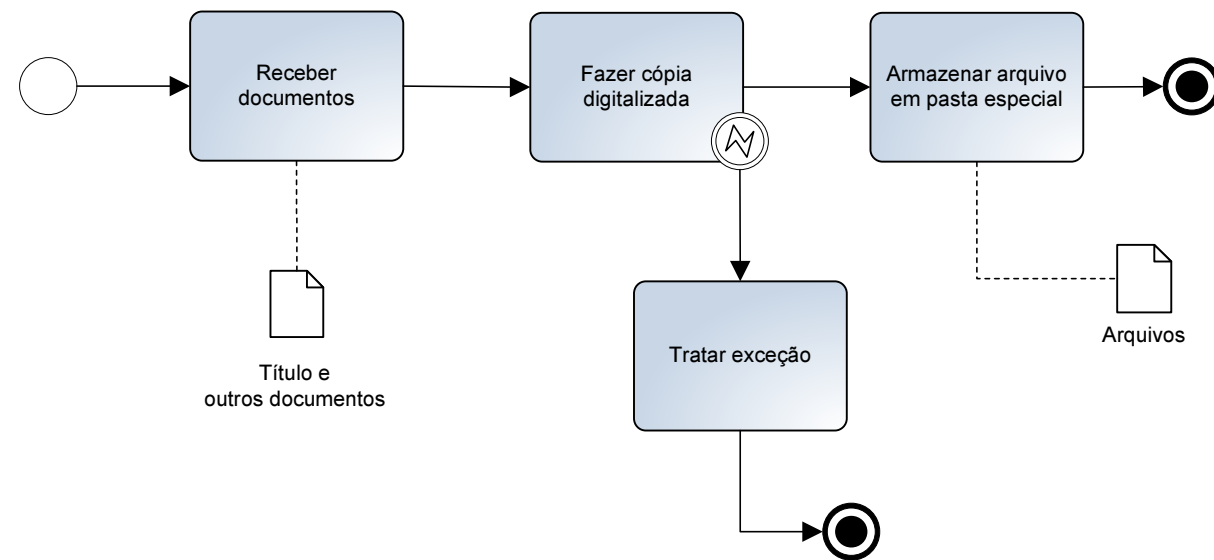 Receber
documentos
Fazer cópia
digitalizada
Armazenar arquivo
em pasta especial
Título e
outros documentos
Tratar exceção
Arquivos